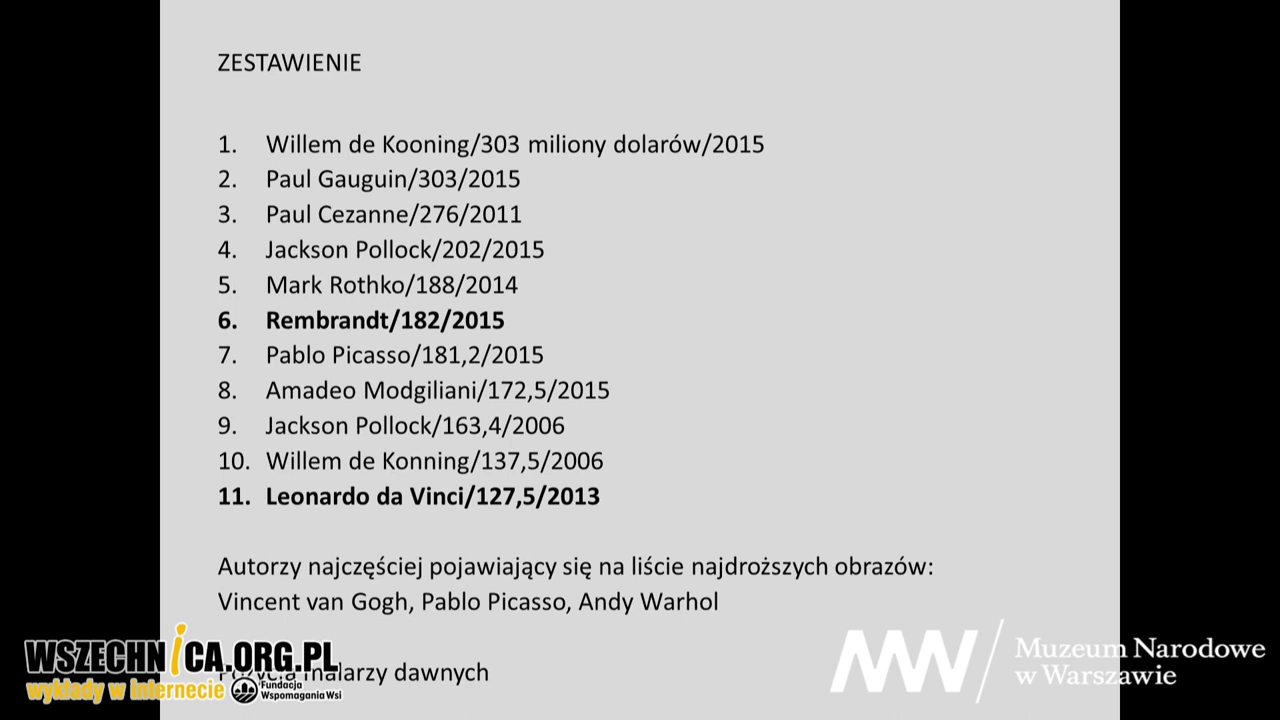 ZESTAWIENIE
1. Willem de Kooning/303 miliony dolarów/2015
2. Paul Gauguin/303/2015
3. Paul Cezanne/276/2011
4. Jackson Pollock/202/2015
5. Mark Rothko/188/2014
6. Rembrandt/182/2015
7. Pablo Picasso/181,2/2015
8. Amadeo Modgiliani/172,5/2015
9. Jackson Pollock/163,4/2006
10. Willem de Konning/137,5/2006
11. Leonardo da Vinci/127,5/2013
Autorzy najczęściej pojawiający się na liście najdroższych obrazów:
Vincent van Gogh, Pablo Picasso, Andy Warhol
malarzy dawnych
WSZECHNICA.ORG.PL
wykłady w Internecie
Fundacja
Wspomagania Wsi
Muzeum Narodowe
w Warszawie